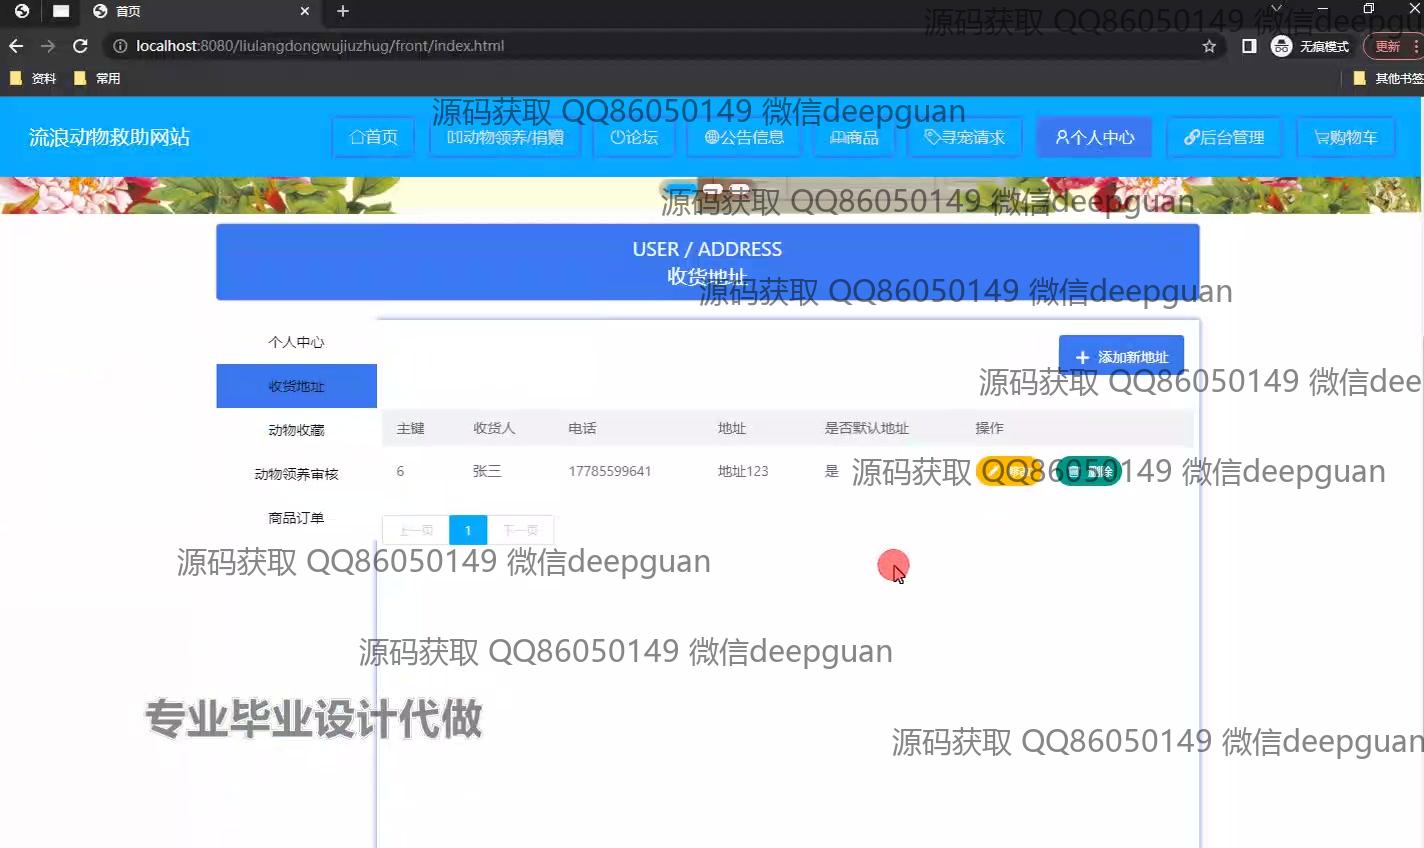 首页
localhost:8080/liulangdongwujiuzhug/front/index.html
无痕模式
更新
资料
常用
其他书签
源码获取 QQ86050149 微信deepgu
流浪动物救助网站
首页
动物领养/捐赠
论坛
公告信息
商品
寻宠请求
个人中心
后台管理
购物车
源码获取 QQ86050149 微信deepguan
源码获取 QQ86050149 微信deepguan
USER / ADDRESS
收货地址
源码获取 QQ86050149 微信deepguan
个人中心
收货地址
动物收藏
动物领养审核
商品订单
添加新地址
源码获取 QQ86050149 微信dee
主键 收货人 电话 地址 是否默认地址 操作
6 张三 17785599641 地址123 是 删除
源码获取 QQ86050149 微信deepguan
上一页 1 下一页
源码获取 QQ86050149 微信deepguan
源码获取 QQ86050149 微信deepguan
专业毕业设计代做
源码获取 QQ86050149 微信deepguan